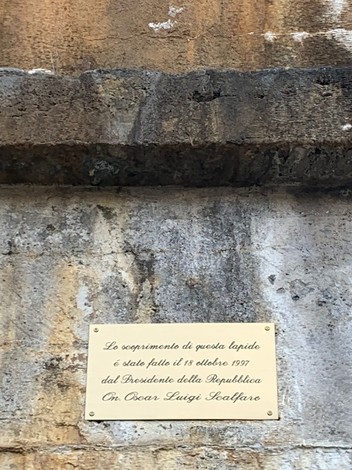 Lo scoprimento di questa lapide
é stato fatto il 18 ottobre 1997
dal Presidente della Repubblica
On. Oscar Luigi Scalfaro